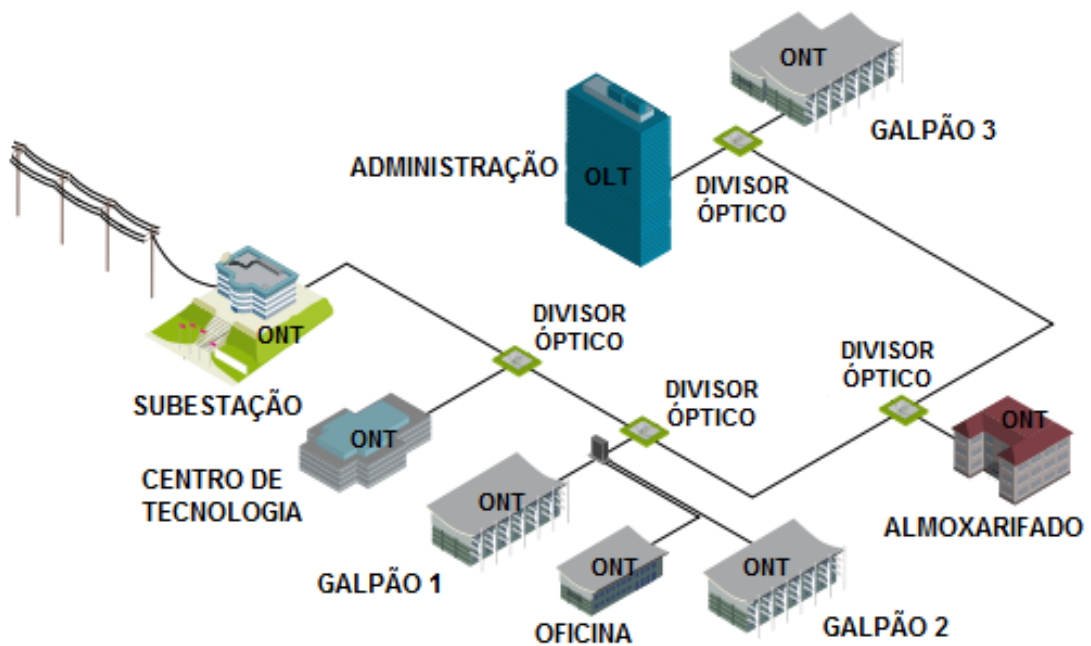 ONT
GALPÃO 3
ADMINISTRAÇÃO
OLT
DIVISOR
ÓPTICO
ONT
SUBESTAÇÃO
DIVISOR
ÓPTICO
DIVISOR
ÓPTICO
DIVISOR
ÓPTICO
ONT
CENTRO DE
TECNOLOGIA
ONT
ALMOXARIFADO
ONT
GALPÃO 1
ONT
OFICINA
ONT
GALPÃO 2